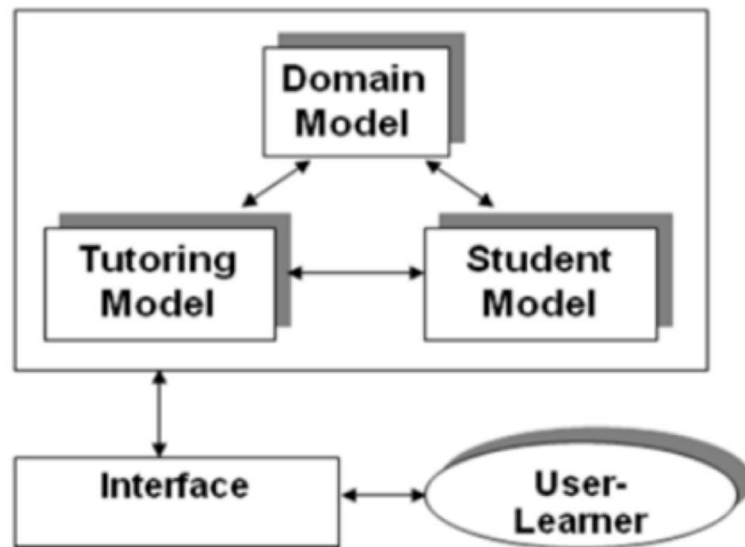 Domain
Model
Tutoring
Model
Student
Model
Interface
User-
Learner